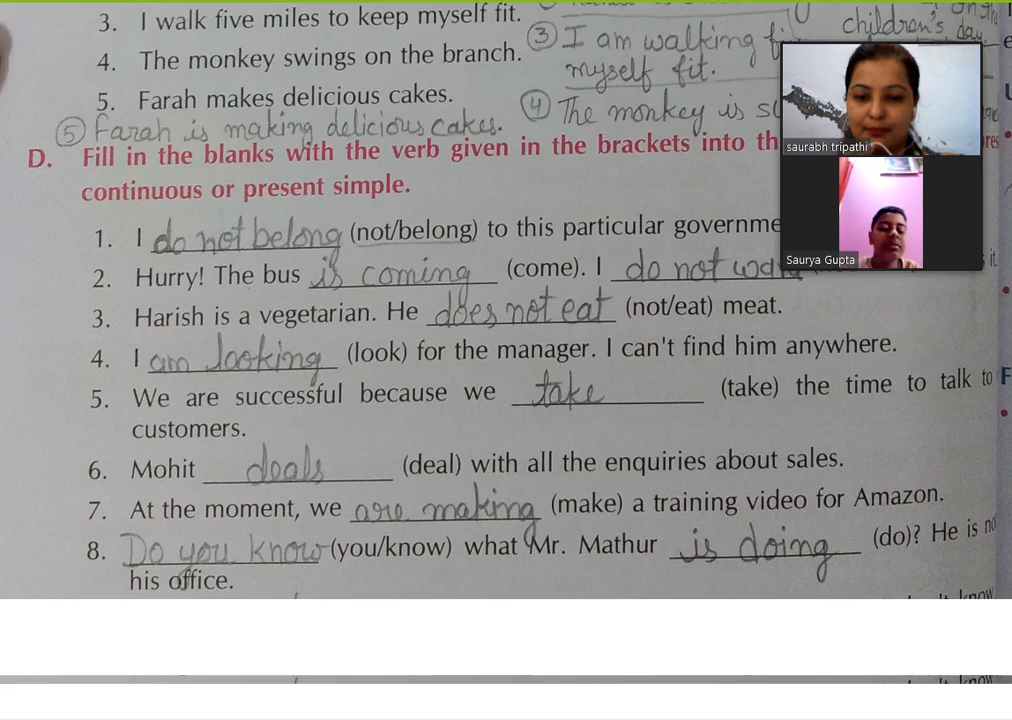 3. I walk five miles to keep myself fit.
children's day
③ I am walking
4. The monkey swings on the branch.
myself fit.
5. Farah makes delicious cakes.
④ The monkey is
⑤ Farah is making delicious cakes.
saurabh tripathi
D. Fill in the blanks with the verb given in the brackets into
continuous or present simple.
1. I do not belong (not/belong) to this particular
Saurya Gupta
2. Hurry! The bus is coming (come). I do not
3. Harish is a vegetarian. He does not eat (not/eat) meat.
4. I am looking (look) for the manager. I can't find him anywhere.
5. We are successful because we take (take) the time to talk to
customers.
6. Mohit deals (deal) with all the enquiries about sales.
7. At the moment, we are making (make) a training video for Amazon.
8. Do you know (you/know) what Mr. Mathur is doing (do)? He is
his office.